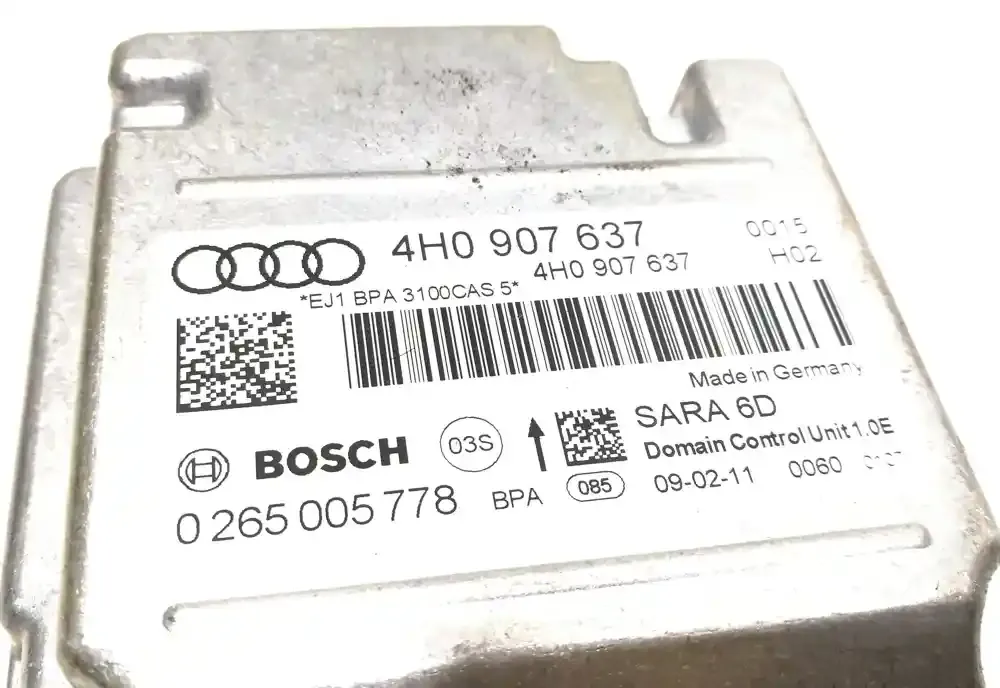 4H0 907 637 0015
4H0 907 637 H02
*EJ1 BPA 3100CAS 5*
Made in Germany
SARA 6D
BOSCH 03S
Domain Control Unit 1.0E
0 265 005 778 BPA 085 09-02-11 0060